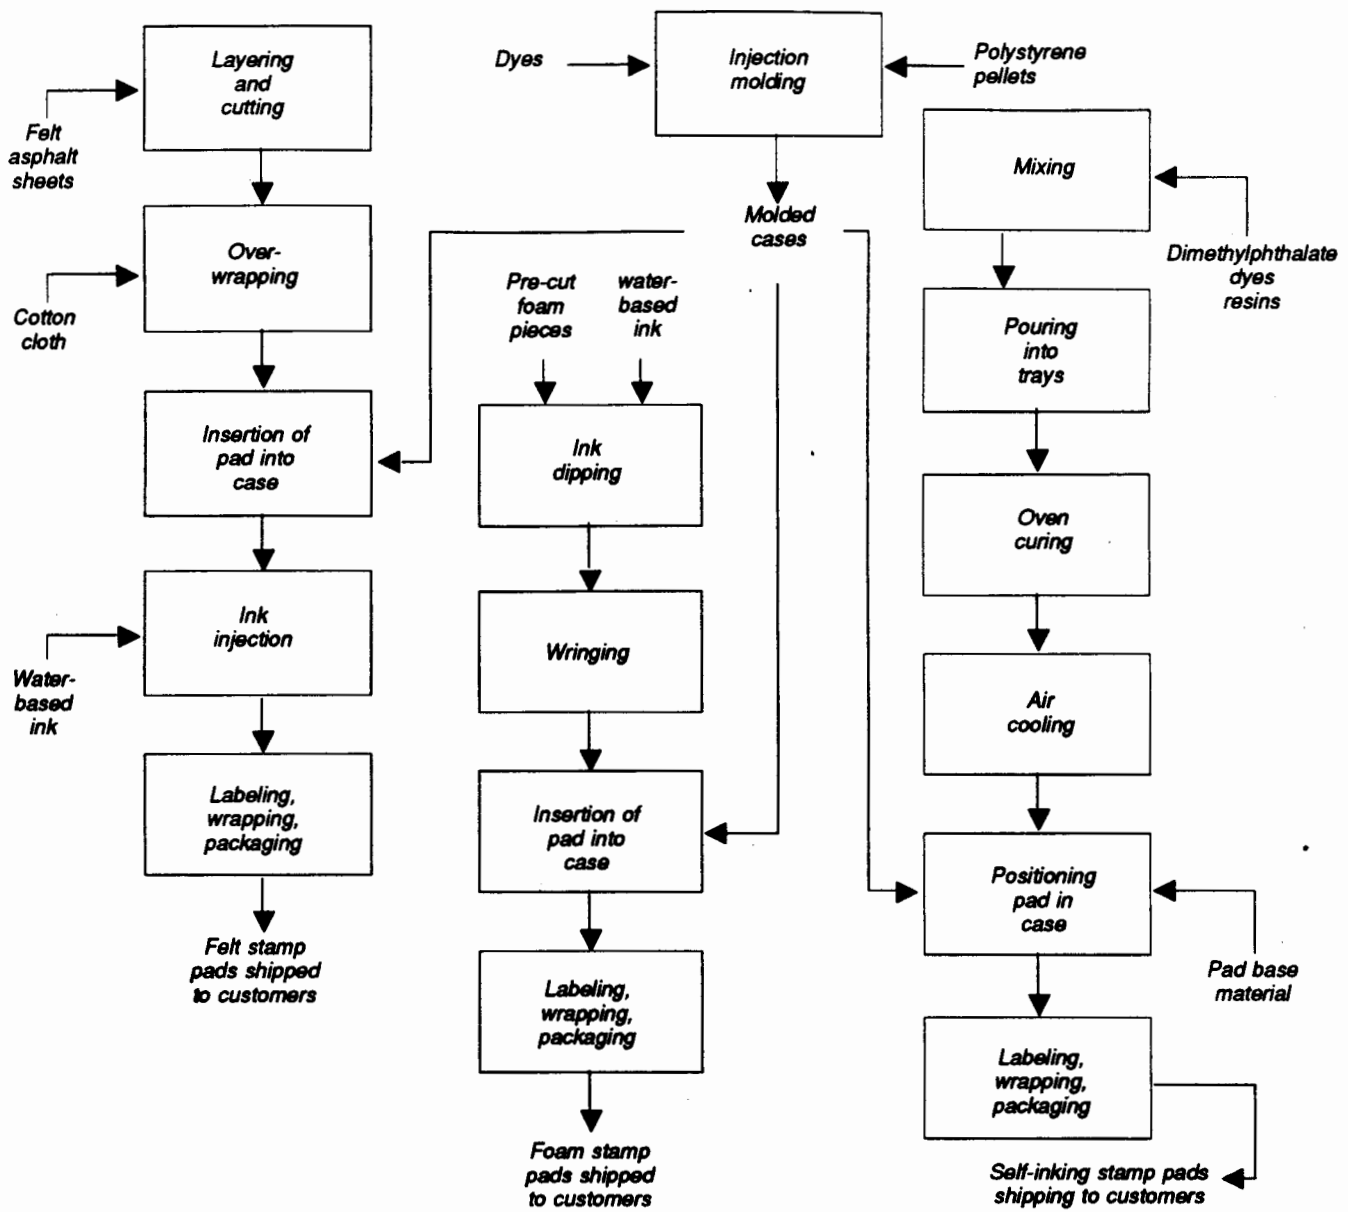 Layering
and
cutting
Felt
asphalt
sheets
Over-
wrapping
Cotton
cloth
Insertion of
pad into
case
Ink
injection
Water-
based
ink
Labeling,
wrapping,
packaging
Felt stamp
pads shipped
to customers
Dyes
Injection
molding
Polystyrene
pellets
Molded
cases
Pre-cut
foam
pieces
water-
based
ink
Ink
dipping
Wringing
Insertion of
pad into
case
Labeling,
wrapping,
packaging
Foam stamp
pads shipped
to customers
Mixing
Dimethylphthalate
dyes
resins
Pouring
into
trays
Oven
curing
Air
cooling
Positioning
pad in
case
Pad base
material
Labeling,
wrapping,
packaging
Self-inking stamp pads
shipping to customers